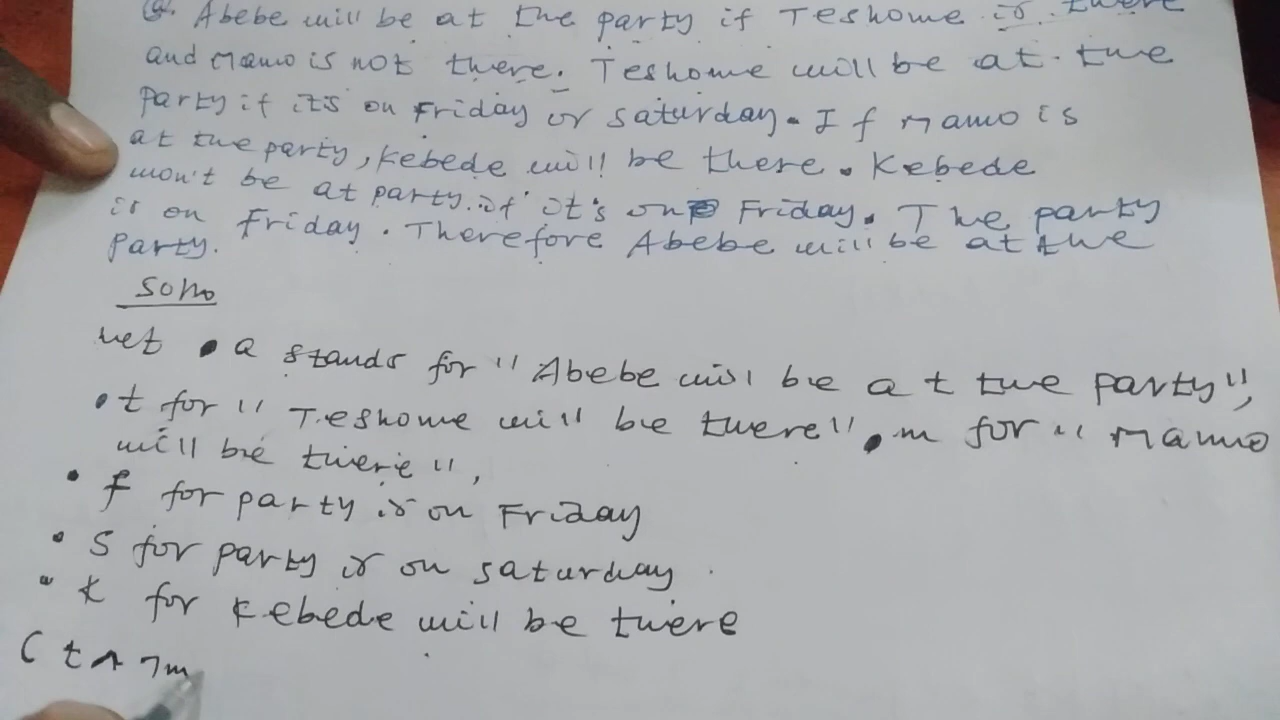 Abebe will be at the party if Teshome is there
and Mamo is not there. Teshome will be at the
party if it's on Friday or saturday. If Mamo is
at the party, Kebede will be there. Kebede
won't be at party if it's on Friday. The party
is on Friday. Therefore Abebe will be at the
party.
Soln
Let • a stands for "Abebe will be at the party",
• t for "Teshome will be there" • m for "Mamo
will be there",
• f for party is on Friday
• S for party is on saturday.
• k for Kebede will be there
(t ∧ ¬m